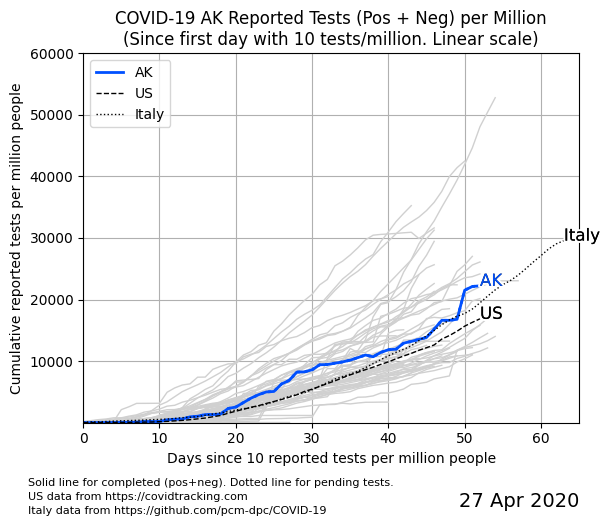 COVID-19 AK Reported Tests (Pos + Neg) per Million
(Since first day with 10 tests/million. Linear scale)
Cumulative reported tests per million people
60000
50000
40000
30000
20000
10000
AK
US
Italy
Italy
AK
US
0 10 20 30 40 50 60
Days since 10 reported tests per million people
Solid line for completed (pos+neg). Dotted line for pending tests.
US data from https://covidtracking.com
Italy data from https://github.com/pcm-dpc/COVID-19
27 Apr 2020